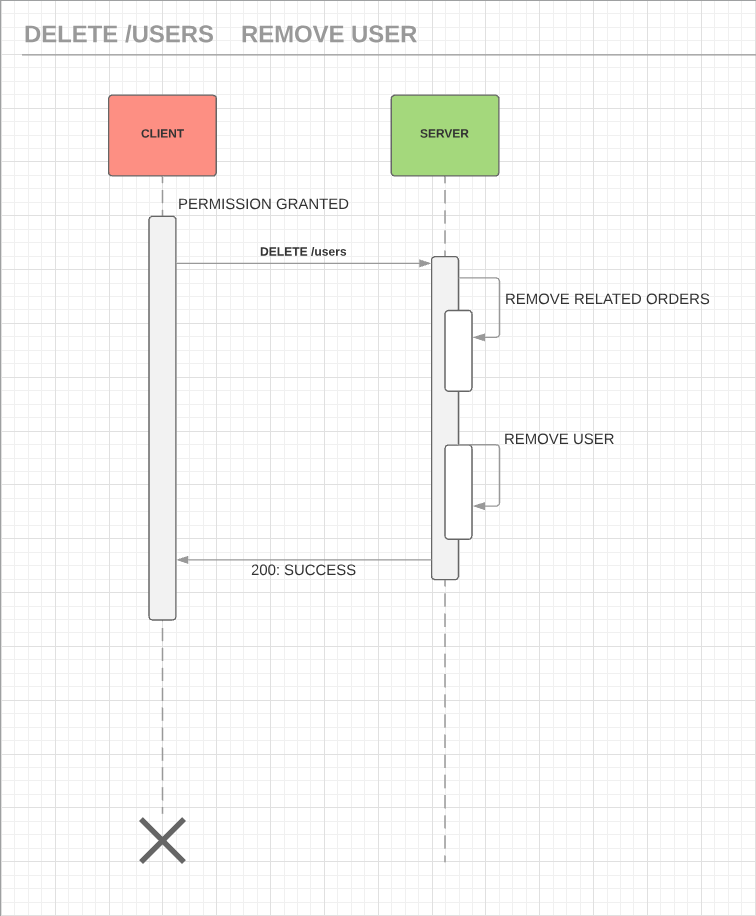 DELETE /USERS REMOVE USER
CLIENT
SERVER
PERMISSION GRANTED
DELETE /users
REMOVE RELATED ORDERS
REMOVE USER
200: SUCCESS